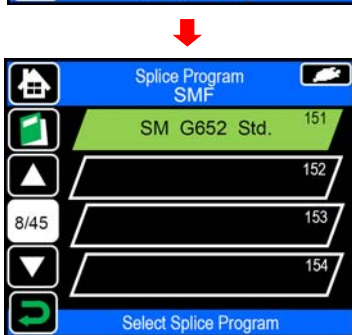 Splice Program
SMF
SM G652 Std.
151
152
153
8/45
154
Select Splice Program